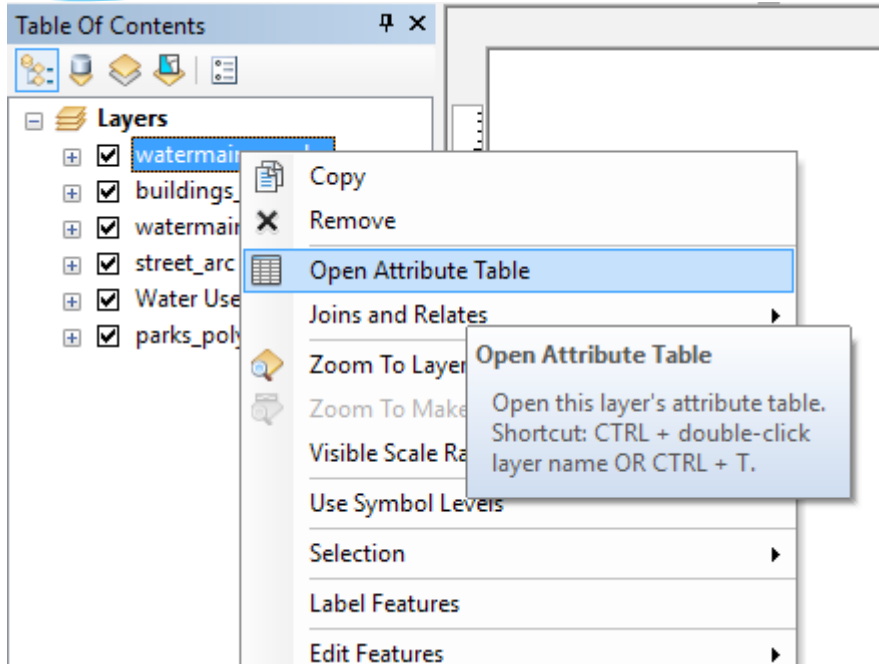 Table Of Contents
Layers
watermain
buildings_
watermain
street_arc
Water Use
parks_poly
Copy
Remove
Open Attribute Table
Joins and Relates
Zoom To Layer
Zoom To Make
Visible Scale Ra
Use Symbol Levels
Selection
Label Features
Edit Features
Open Attribute Table
Open this layer's attribute table.
Shortcut: CTRL + double-click
layer name OR CTRL + T.